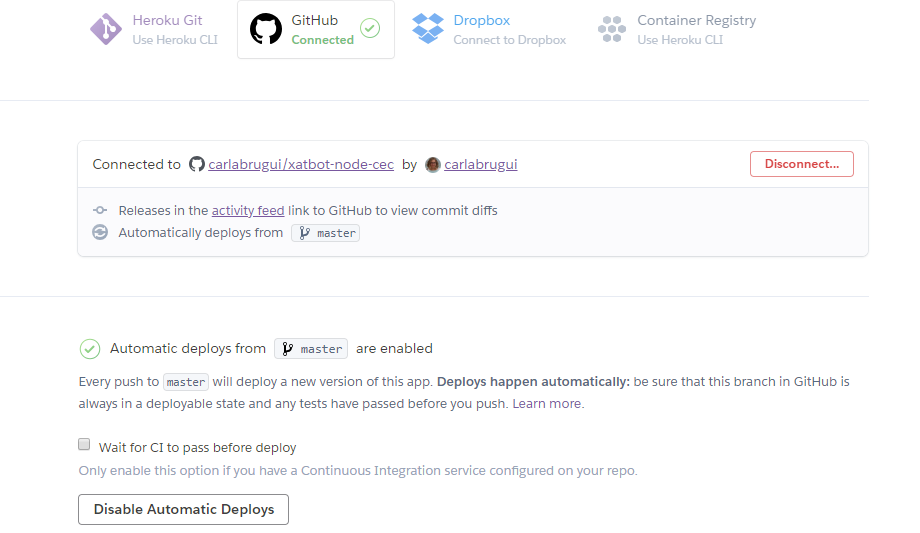 Heroku Git
Use Heroku CLI
GitHub
Connected
Dropbox
Connect to Dropbox
Container Registry
Use Heroku CLI
Connected to carlabrugui/xatbot-node-cec by carlabrugui
Disconnect...
Releases in the activity feed link to GitHub to view commit diffs
Automatically deploys from master
Automatic deploys from master are enabled
Every push to master will deploy a new version of this app. Deploys happen automatically: be sure that this branch in GitHub is
always in a deployable state and any tests have passed before you push. Learn more.
Wait for CI to pass before deploy
Only enable this option if you have a Continuous Integration service configured on your repo.
Disable Automatic Deploys